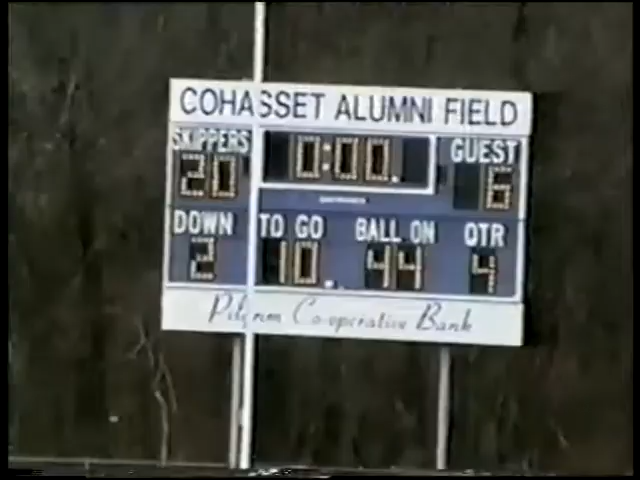 COHASSET ALUMNI FIELD
SKIPPERS 0:00. GUEST
20 6
DOWN TO GO BALL ON QTR
2 10 44 4
Pilgrim Co-operative Bank